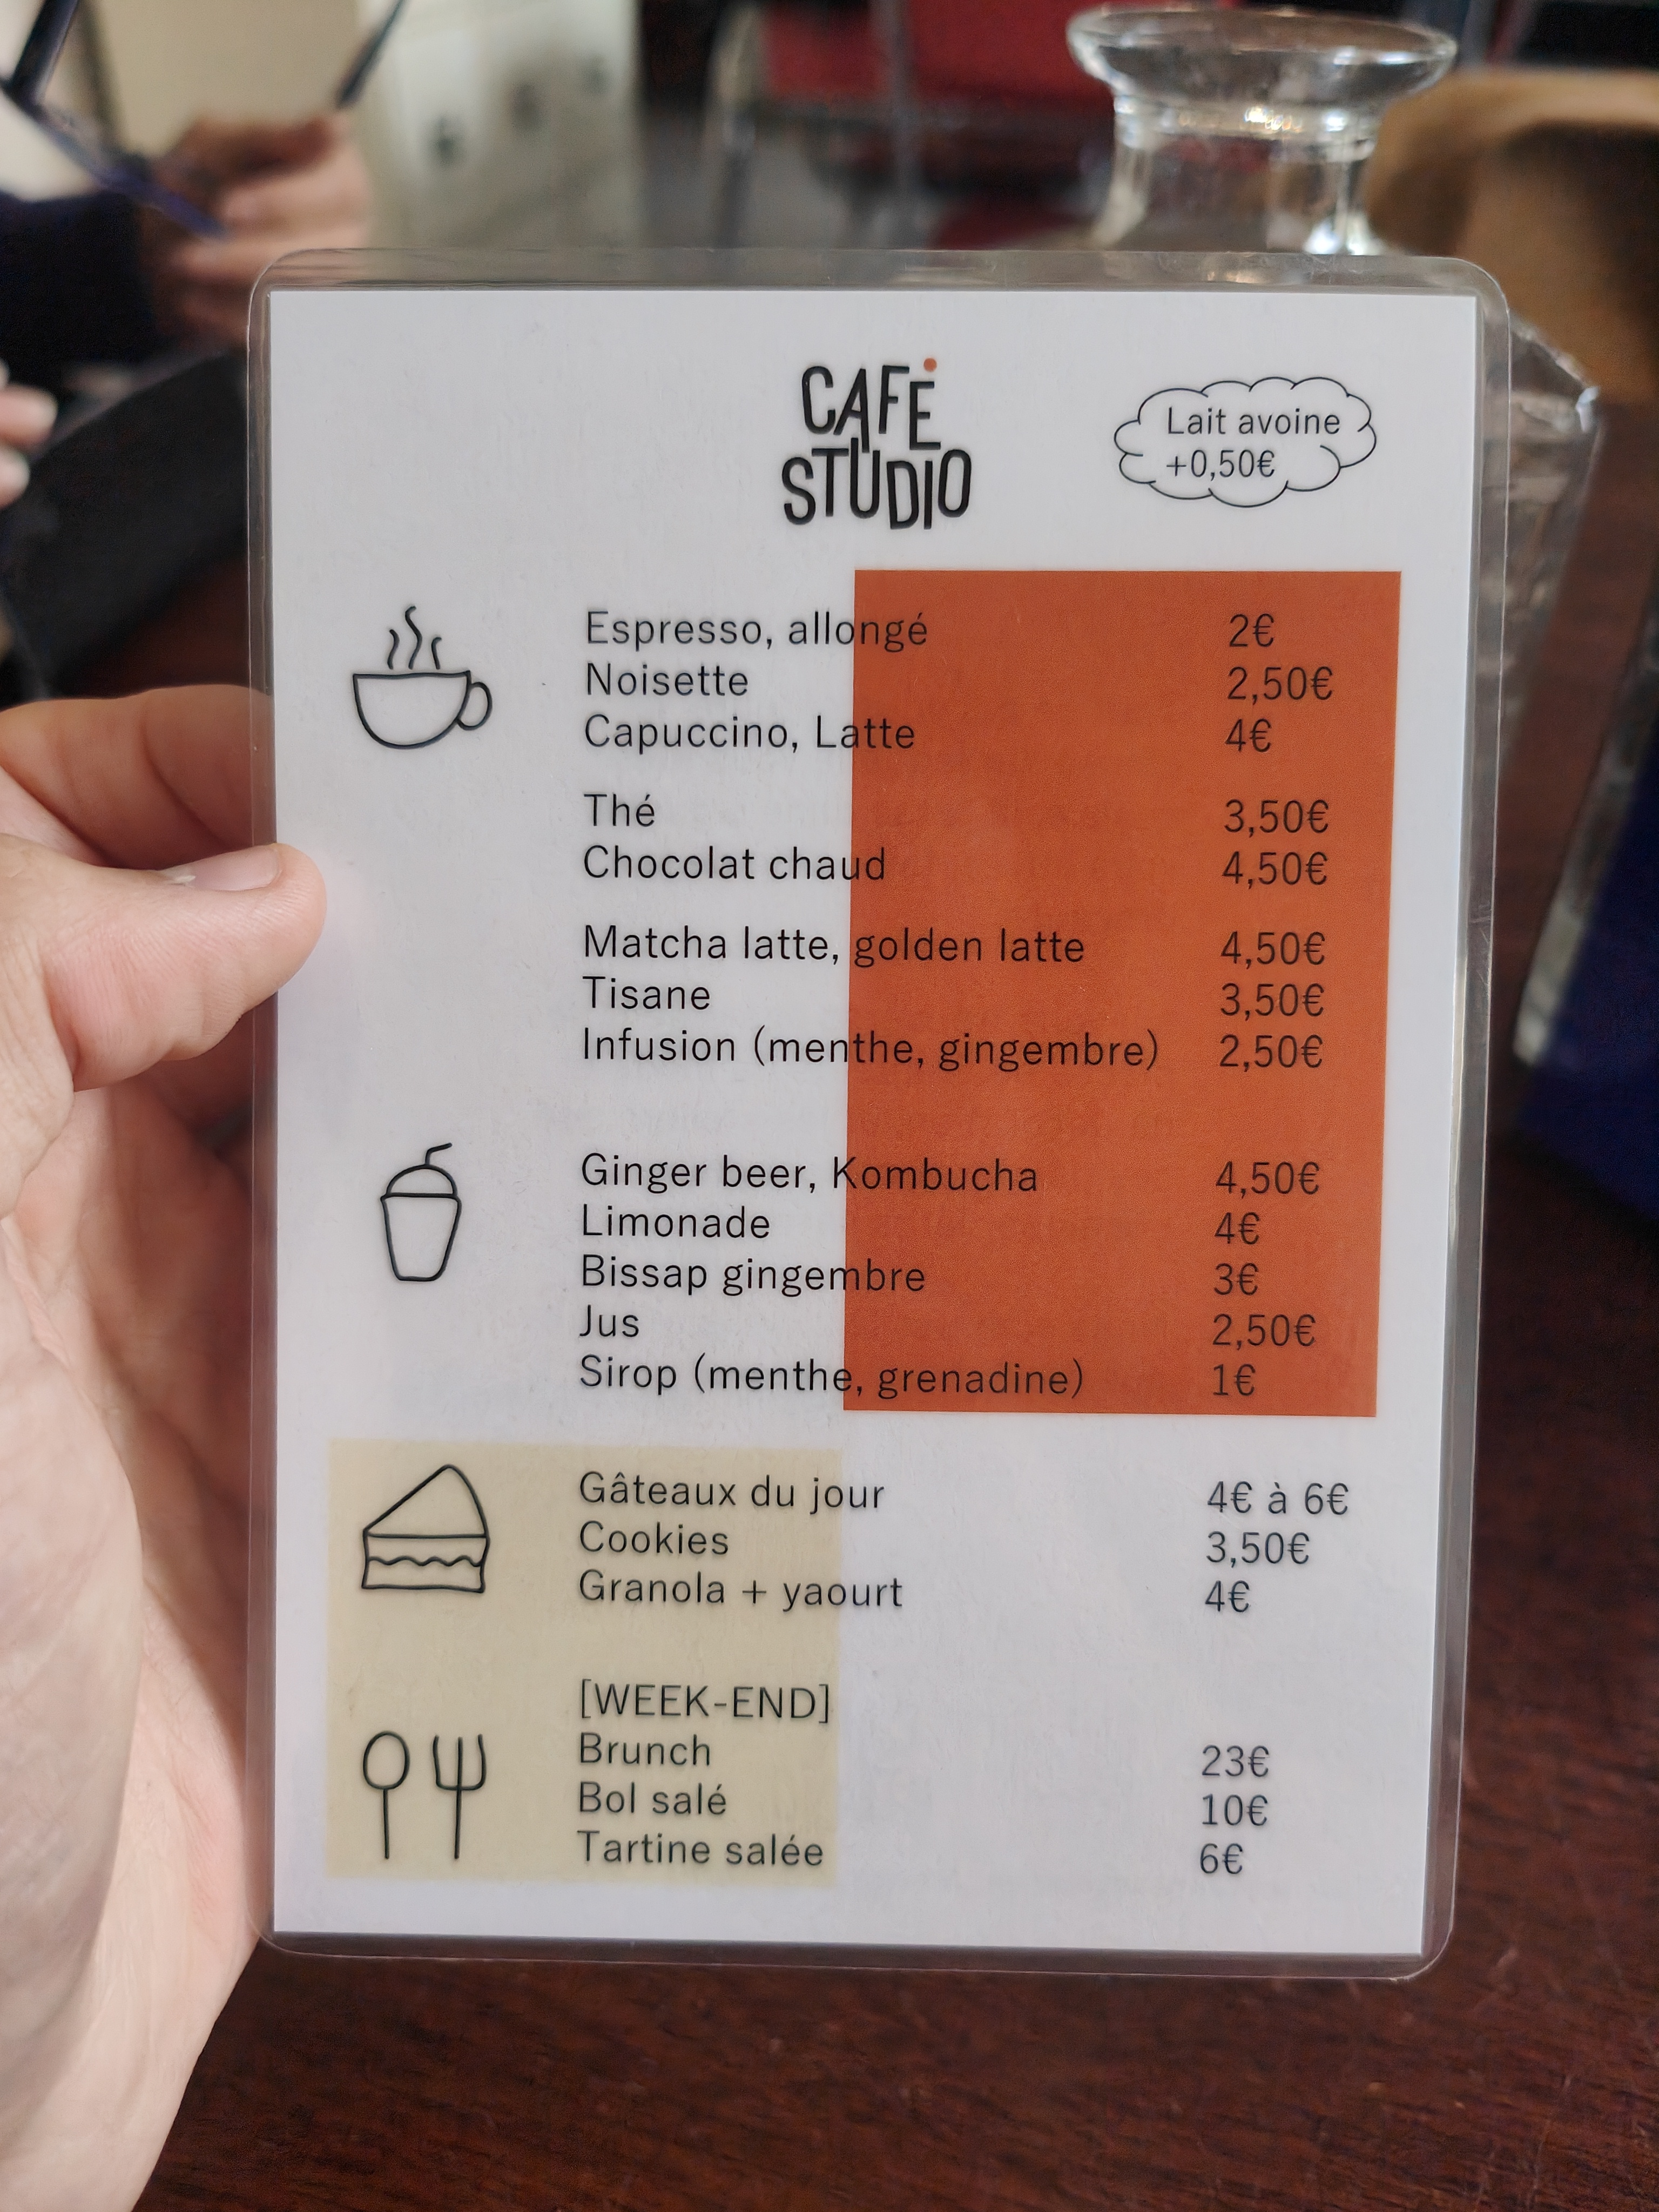 CAFÉ
STUDIO
Lait avoine
+0,50€
Espresso, allongé 2€
Noisette 2,50€
Capuccino, Latte 4€
Thé 3,50€
Chocolat chaud 4,50€
Matcha latte, golden latte 4,50€
Tisane 3,50€
Infusion (menthe, gingembre) 2,50€
Ginger beer, Kombucha 4,50€
Limonade 4€
Bissap gingembre 3€
Jus 2,50€
Sirop (menthe, grenadine) 1€
Gâteaux du jour 4€ à 6€
Cookies 3,50€
Granola + yaourt 4€
[WEEK-END]
Brunch 23€
Bol salé 10€
Tartine salée 6€